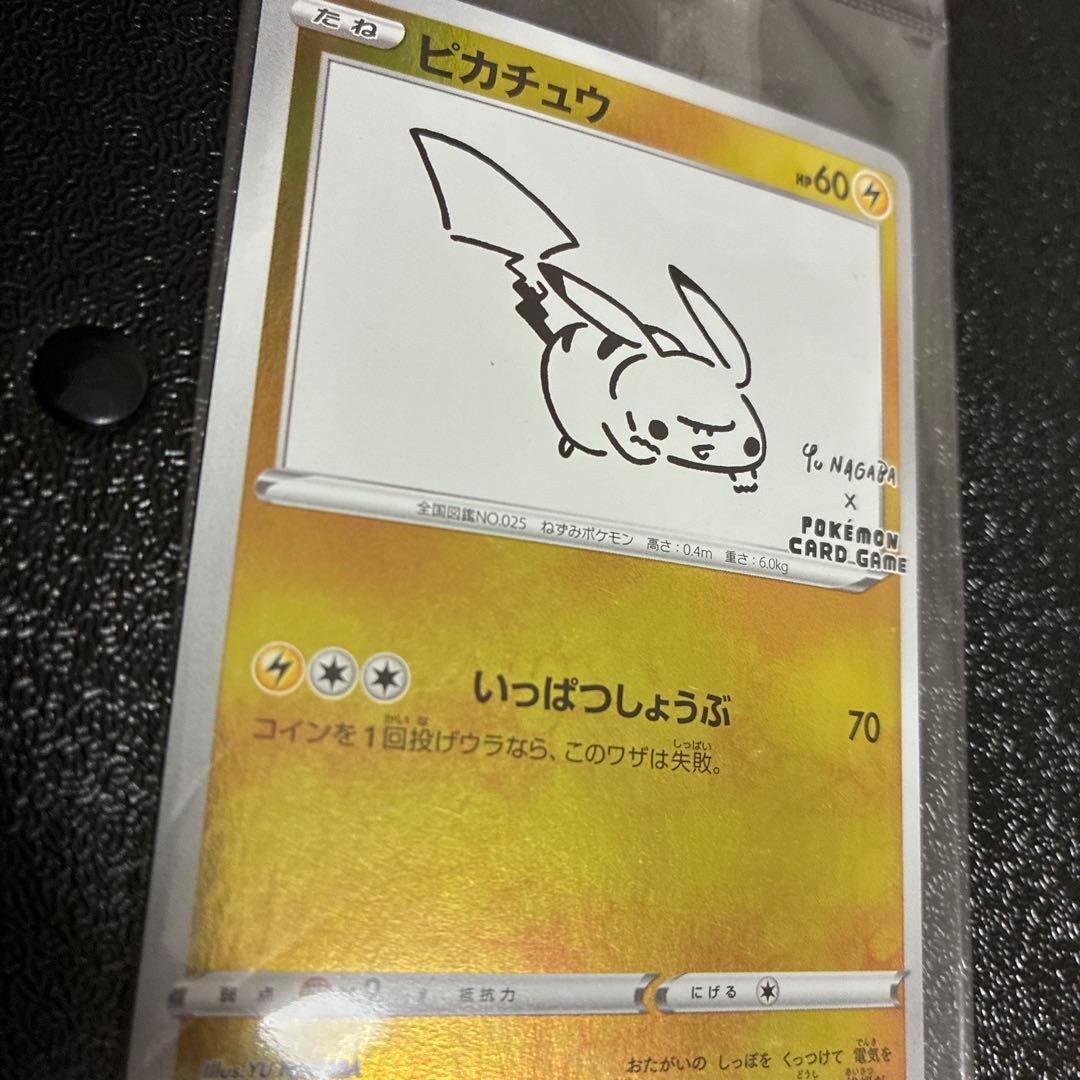 たね
ピカチュウ
HP60
Yu NAGABA
×
POKÉMON
CARD GAME
全国図鑑NO.025 ねずみポケモン 高さ:0.4m 重さ:6.0kg
いっぱつしょうぶ 70
コインを1回投げウラなら、このワザは失敗。
弱点 ×2 抵抗力 にげる
Illus. YU NAGABA
おたがいの しっぽを くっつけて 電気を